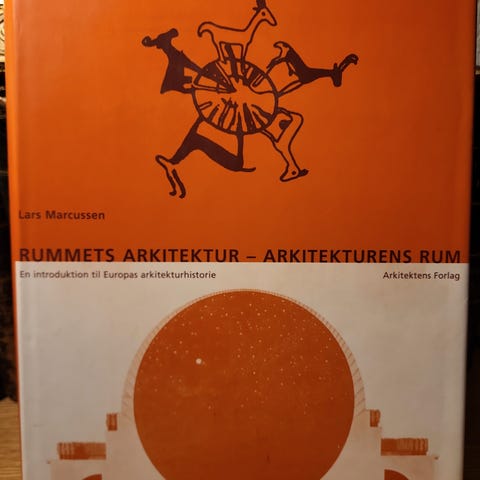 Lars Marcussen
RUMMETS ARKITEKTUR – ARKITEKTURENS RUM
En introduktion til Europas arkitekturhistorie Arkitektens Forlag